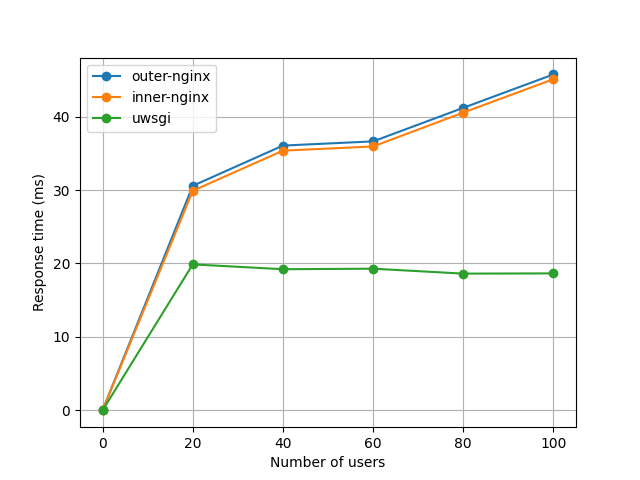 outer-nginx
inner-nginx
uwsgi
40
30
20
10
0
Response time (ms)
0 20 40 60 80 100
Number of users